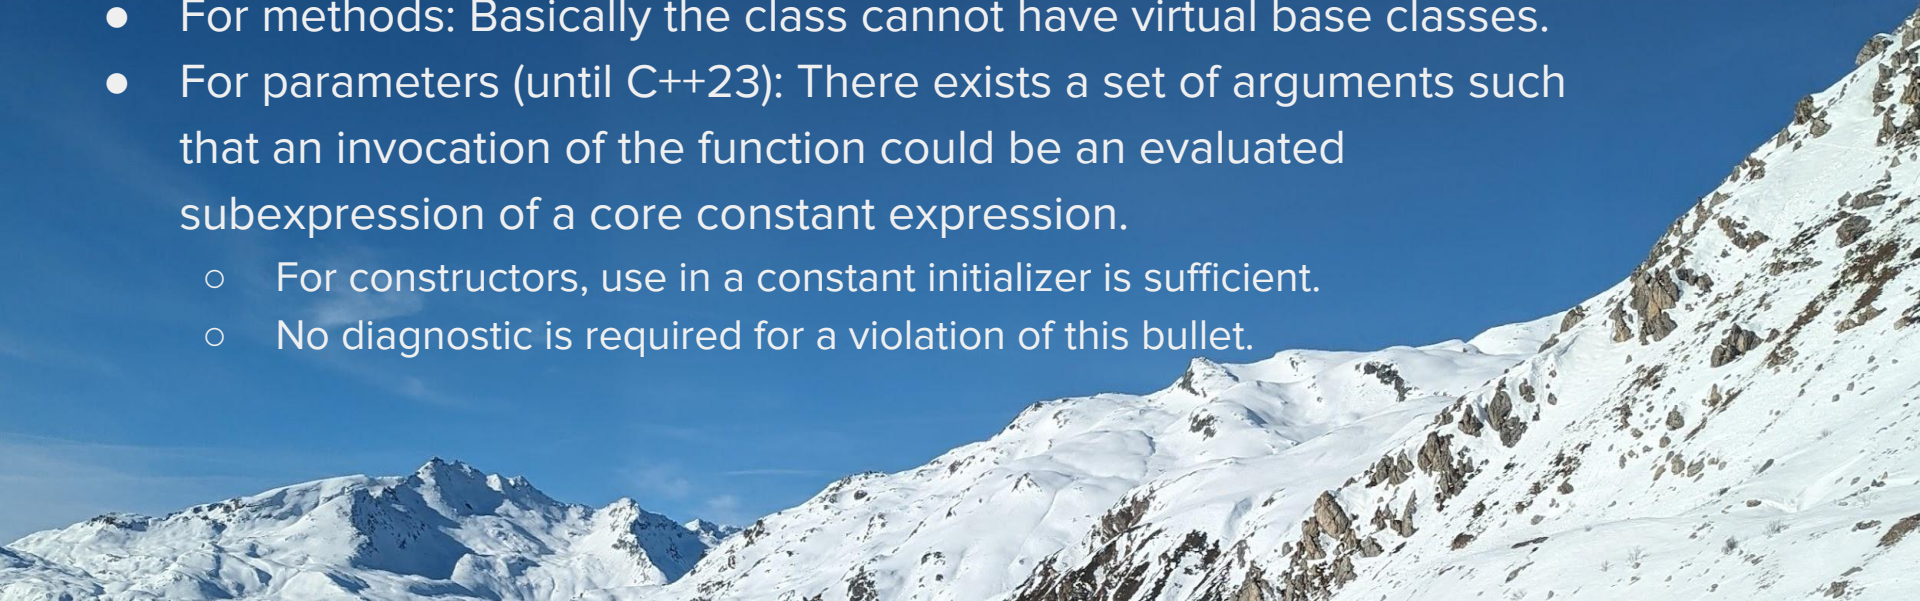 ● For methods: Basically the class cannot have virtual base classes.
● For parameters (until C++23): There exists a set of arguments such
that an invocation of the function could be an evaluated
subexpression of a core constant expression.
○ For constructors, use in a constant initializer is sufficient.
○ No diagnostic is required for a violation of this bullet.